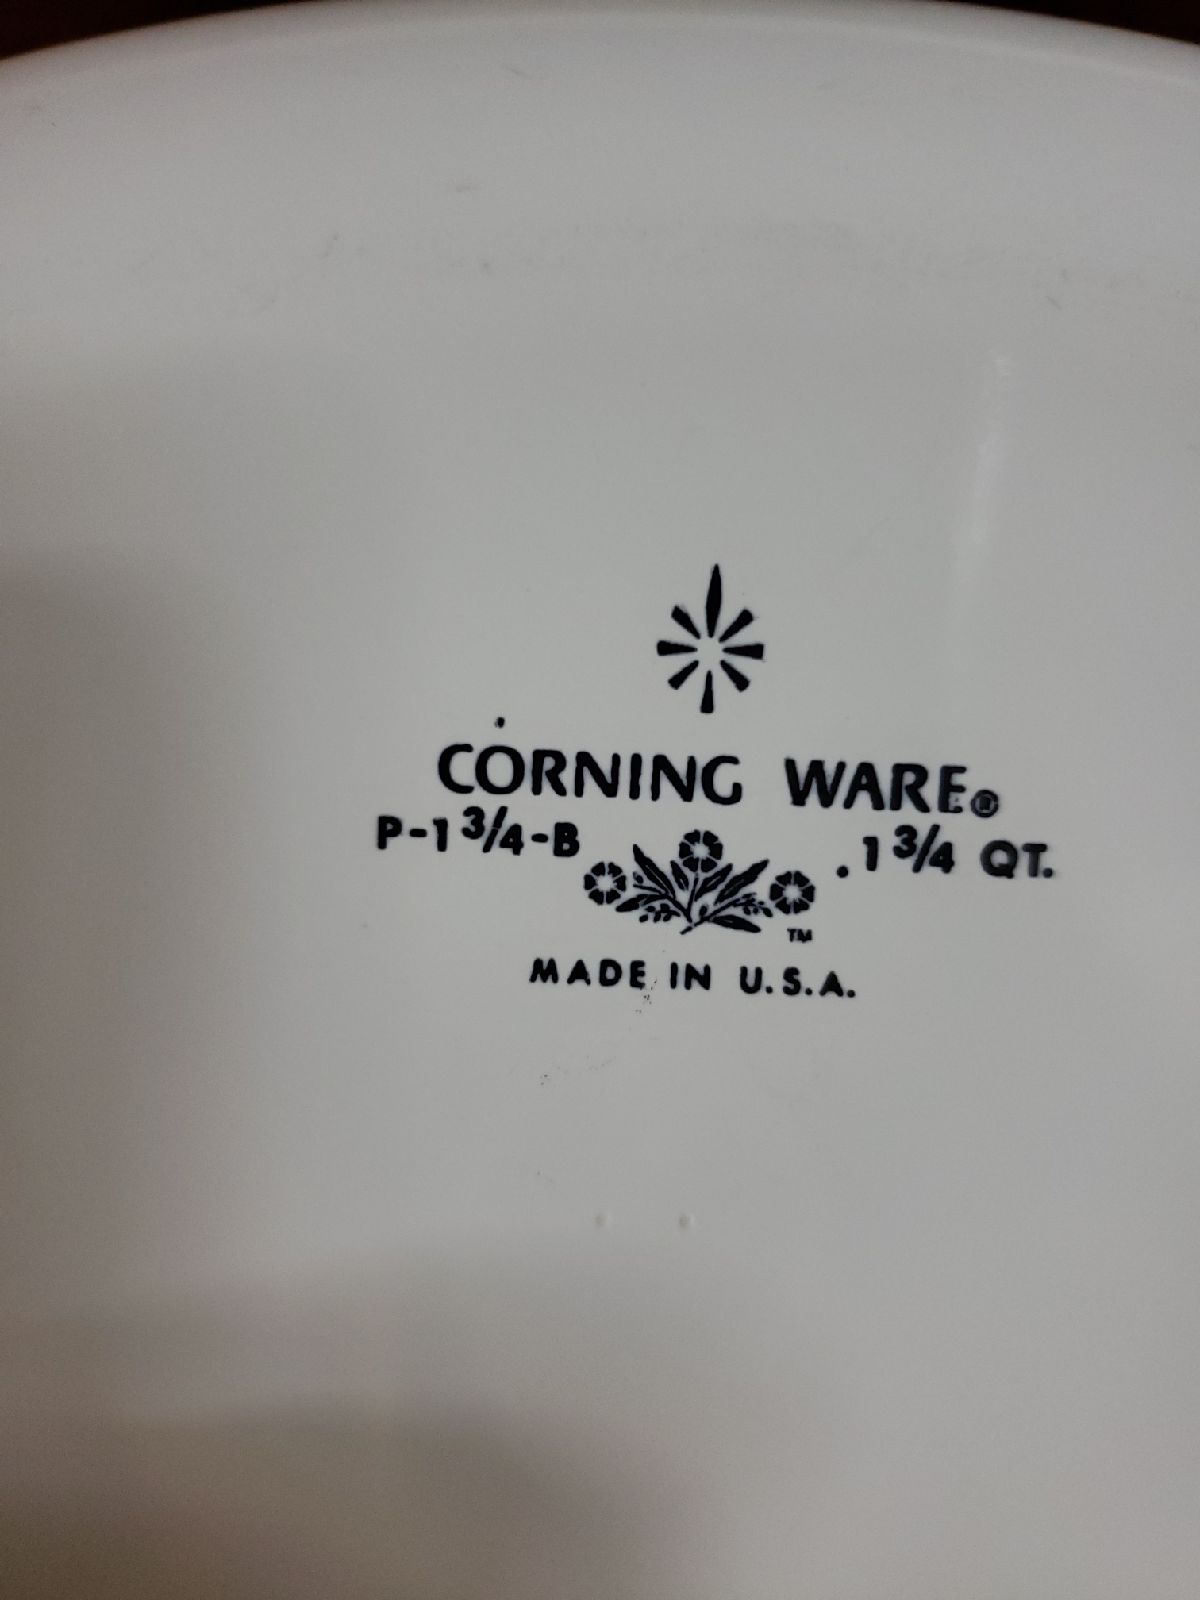 CORNING WARE®
P-1 3/4-B . 1 3/4 QT.
TM
MADE IN U.S.A.